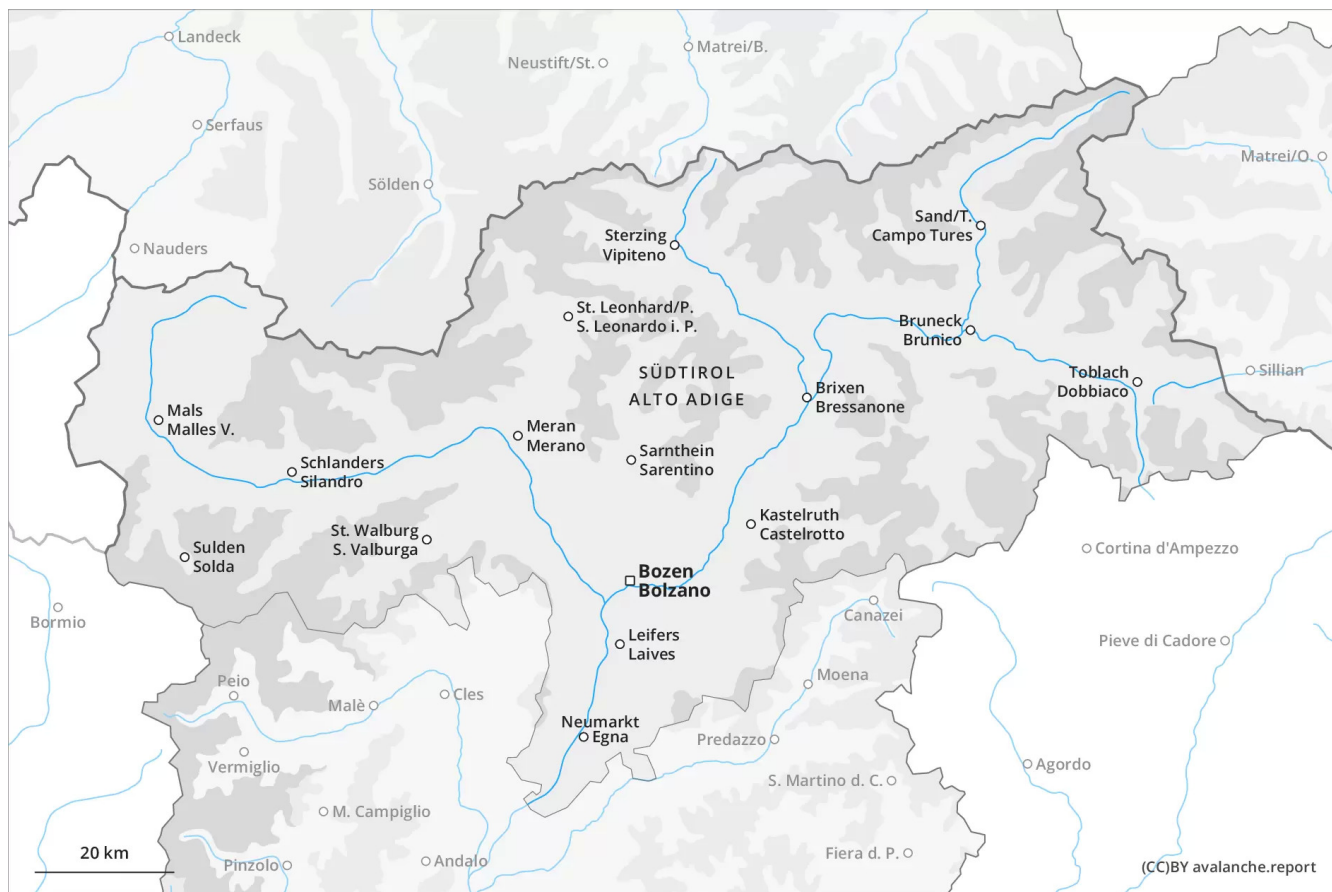 Landeck
Matrei/B.
Neustift/St.
Serfaus
Matrei/O.
Sölden
Sand/T.
Campo Tures
Sterzing
Vipiteno
Nauders
St. Leonhard/P.
S. Leonardo i. P.
Bruneck
Brunico
SÜDTIROL
ALTO ADIGE
Toblach
Dobbiaco
Sillian
Brixen
Bressanone
Mals
Malles V.
Meran
Merano
Sarnthein
Sarentino
Schlanders
Silandro
Kastelruth
Castelrotto
St. Walburg
S. Valburga
Sulden
Solda
Cortina d'Ampezzo
Bozen
Bolzano
Bormio
Canazei
Leifers
Laives
Pieve di Cadore
Peio
Moena
Cles
Malè
Neumarkt
Egna
Predazzo
Vermiglio
Agordo
S. Martino d. C.
M. Campiglio
20 km
Fiera d. P.
Andalo
Pinzolo
(CC)BY avalanche.report